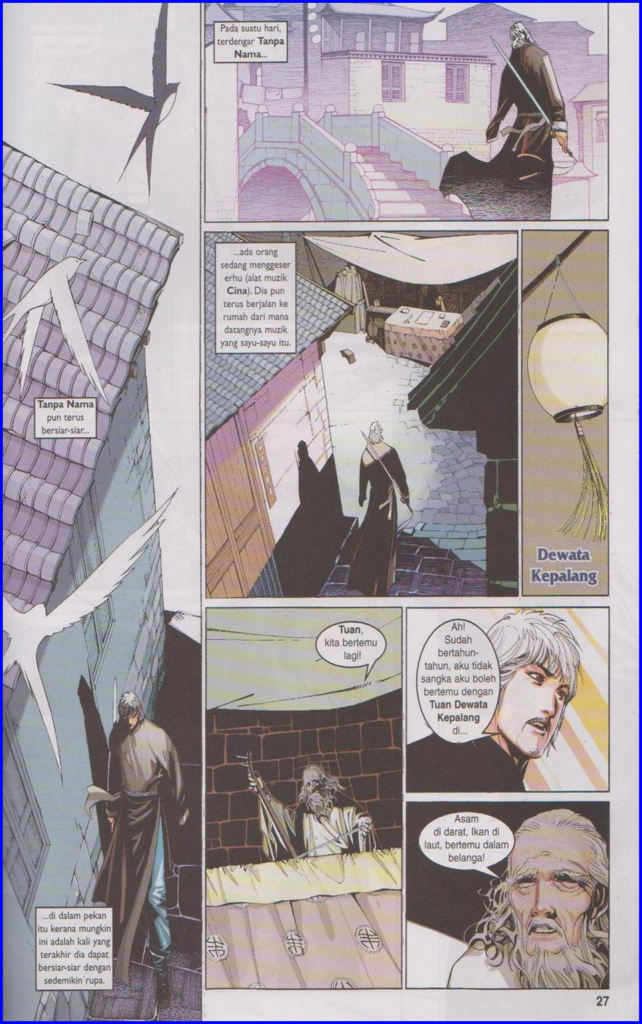 Tanpa Nama
pun terus
bersiar-siar...
...di dalam pekan
itu kerana mungkin
ini adalah kali yang
terakhir dia dapat
bersiar-siar dengan
sedemikin rupa.
Pada suatu hari,
terdengar Tanpa
Nama...
...ada orang
sedang menggeser
erhu (alat muzik
Cina). Dia pun
terus berjalan ke
rumah dari mana
datangnya muzik
yang sayu-sayu itu.
Dewata
Kepalang
Tuan,
kita bertemu
lagi!
Ah!
Sudah
bertahun-
tahun, aku tidak
sangka aku boleh
bertemu dengan
Tuan Dewata
Kepalang
di...
Asam
di darat, Ikan di
laut, bertemu dalam
belanga!
27